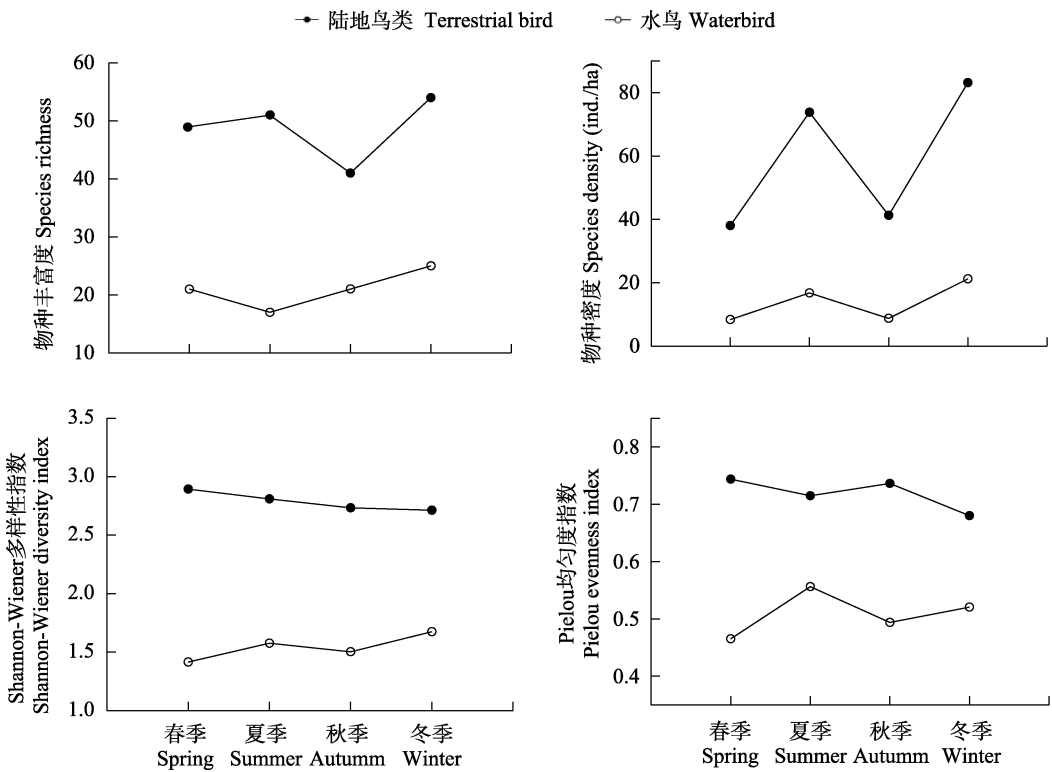 陆地鸟类 Terrestrial bird
水鸟 Waterbird
物种丰富度 Species richness
60
50
40
30
20
10
物种密度 Species density (ind./ha)
80
60
40
20
0
Shannon-Wiener多样性指数
Shannon-Wiener diversity index
3.5
3.0
2.5
2.0
1.5
1.0
春季
Spring
夏季
Summer
秋季
Autumm
冬季
Winter
Pielou均匀度指数
Pielou evenness index
0.8
0.7
0.6
0.5
0.4
春季
Spring
夏季
Summer
秋季
Autumm
冬季
Winter